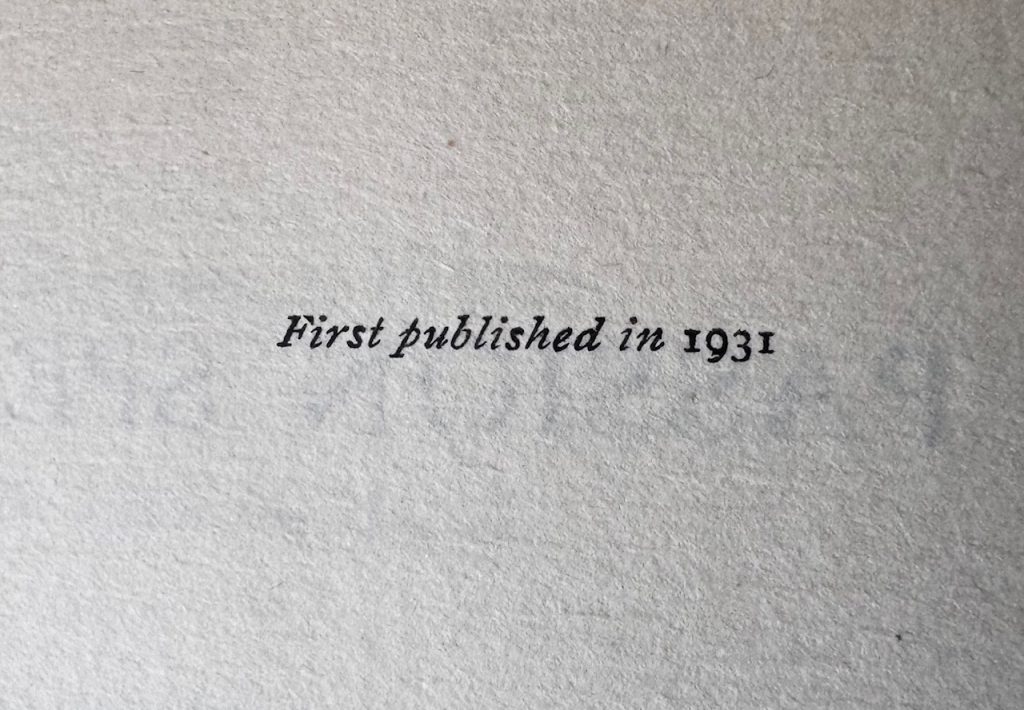 First published in 1931